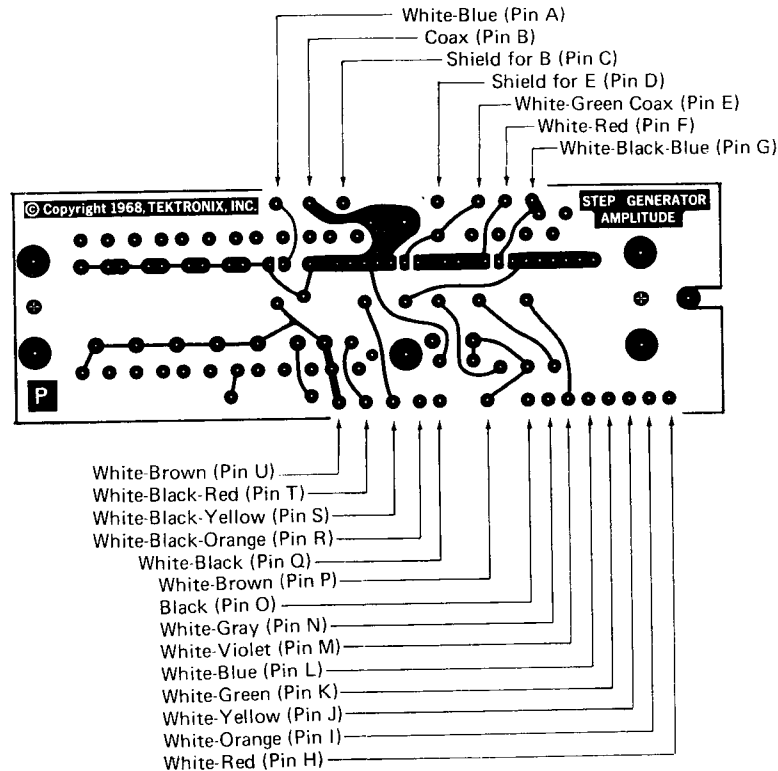 White-Blue (Pin A)
Coax (Pin B)
Shield for B (Pin C)
Shield for E (Pin D)
White-Green Coax (Pin E)
White-Red (Pin F)
White-Black-Blue (Pin G)
© Copyright 1968, TEKTRONIX, INC.
STEP GENERATOR
AMPLITUDE
P
White-Brown (Pin U)
White-Black-Red (Pin T)
White-Black-Yellow (Pin S)
White-Black-Orange (Pin R)
White-Black (Pin Q)
White-Brown (Pin P)
Black (Pin O)
White-Gray (Pin N)
White-Violet (Pin M)
White-Blue (Pin L)
White-Green (Pin K)
White-Yellow (Pin J)
White-Orange (Pin I)
White-Red (Pin H)